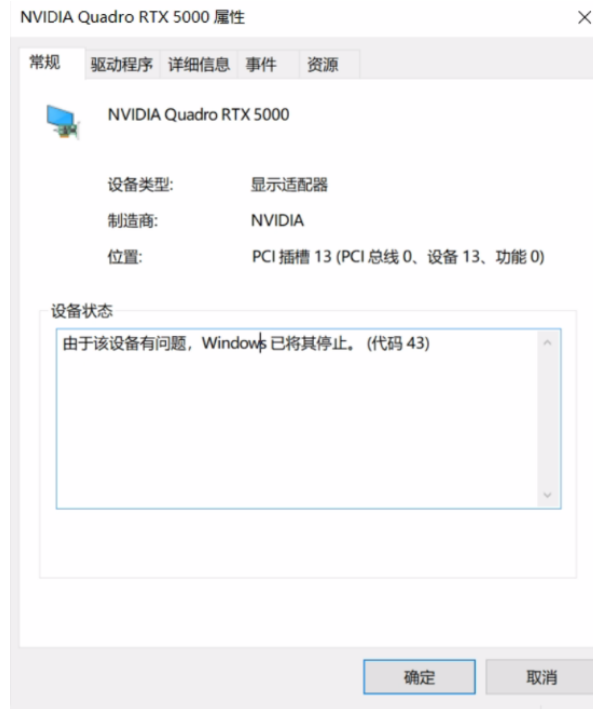 NVIDIA Quadro RTX 5000 属性
常规 驱动程序 详细信息 事件 资源
NVIDIA Quadro RTX 5000
设备类型: 显示适配器
制造商: NVIDIA
位置: PCI 插槽 13 (PCI 总线 0、设备 13、功能 0)
设备状态
由于该设备有问题，Windows 已将其停止。 (代码 43)
确定 取消